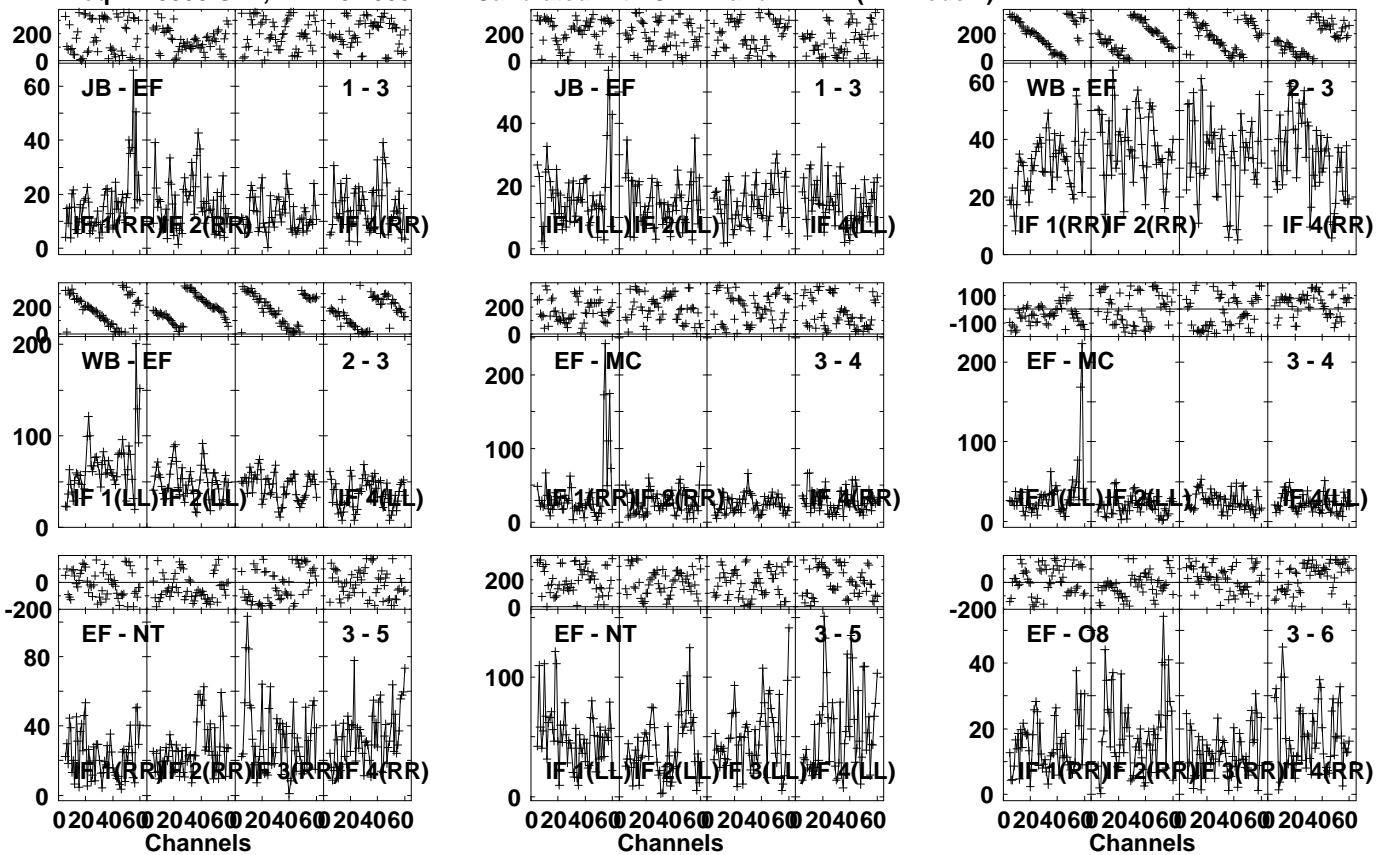 200
0
60
40
20
0
JB - EF 1 - 3
IF 1(RR) IF 2(RR) IF 4(RR)
200
0
40
20
0
JB - EF 1 - 3
IF 1(LL) IF 2(LL) IF 4(LL)
200
0
60
40
20
0
WB - EF 2 - 3
IF 1(RR) IF 2(RR) IF 4(RR)
200
0
200
100
0
WB - EF 2 - 3
IF 1(LL) IF 2(LL) IF 4(LL)
200
0
200
100
0
EF - MC 3 - 4
IF 1(RR) IF 2(RR) IF 4(RR)
100
-100
200
100
0
EF - MC 3 - 4
IF 1(LL) IF 2(LL) IF 4(LL)
0
-200
80
40
0
EF - NT 3 - 5
IF 1(RR) IF 2(RR) IF 3(RR) IF 4(RR)
0 20 40 60 0 20 40 60 0 20 40 60 0 20 40 60
Channels
200
0
100
0
EF - NT 3 - 5
IF 1(LL) IF 2(LL) IF 3(LL) IF 4(LL)
0 20 40 60 0 20 40 60 0 20 40 60 0 20 40 60
Channels
0
-200
40
20
0
EF - O8 3 - 6
IF 1(RR) IF 2(RR) IF 3(RR) IF 4(RR)
0 20 40 60 0 20 40 60 0 20 40 60 0 20 40 60
Channels